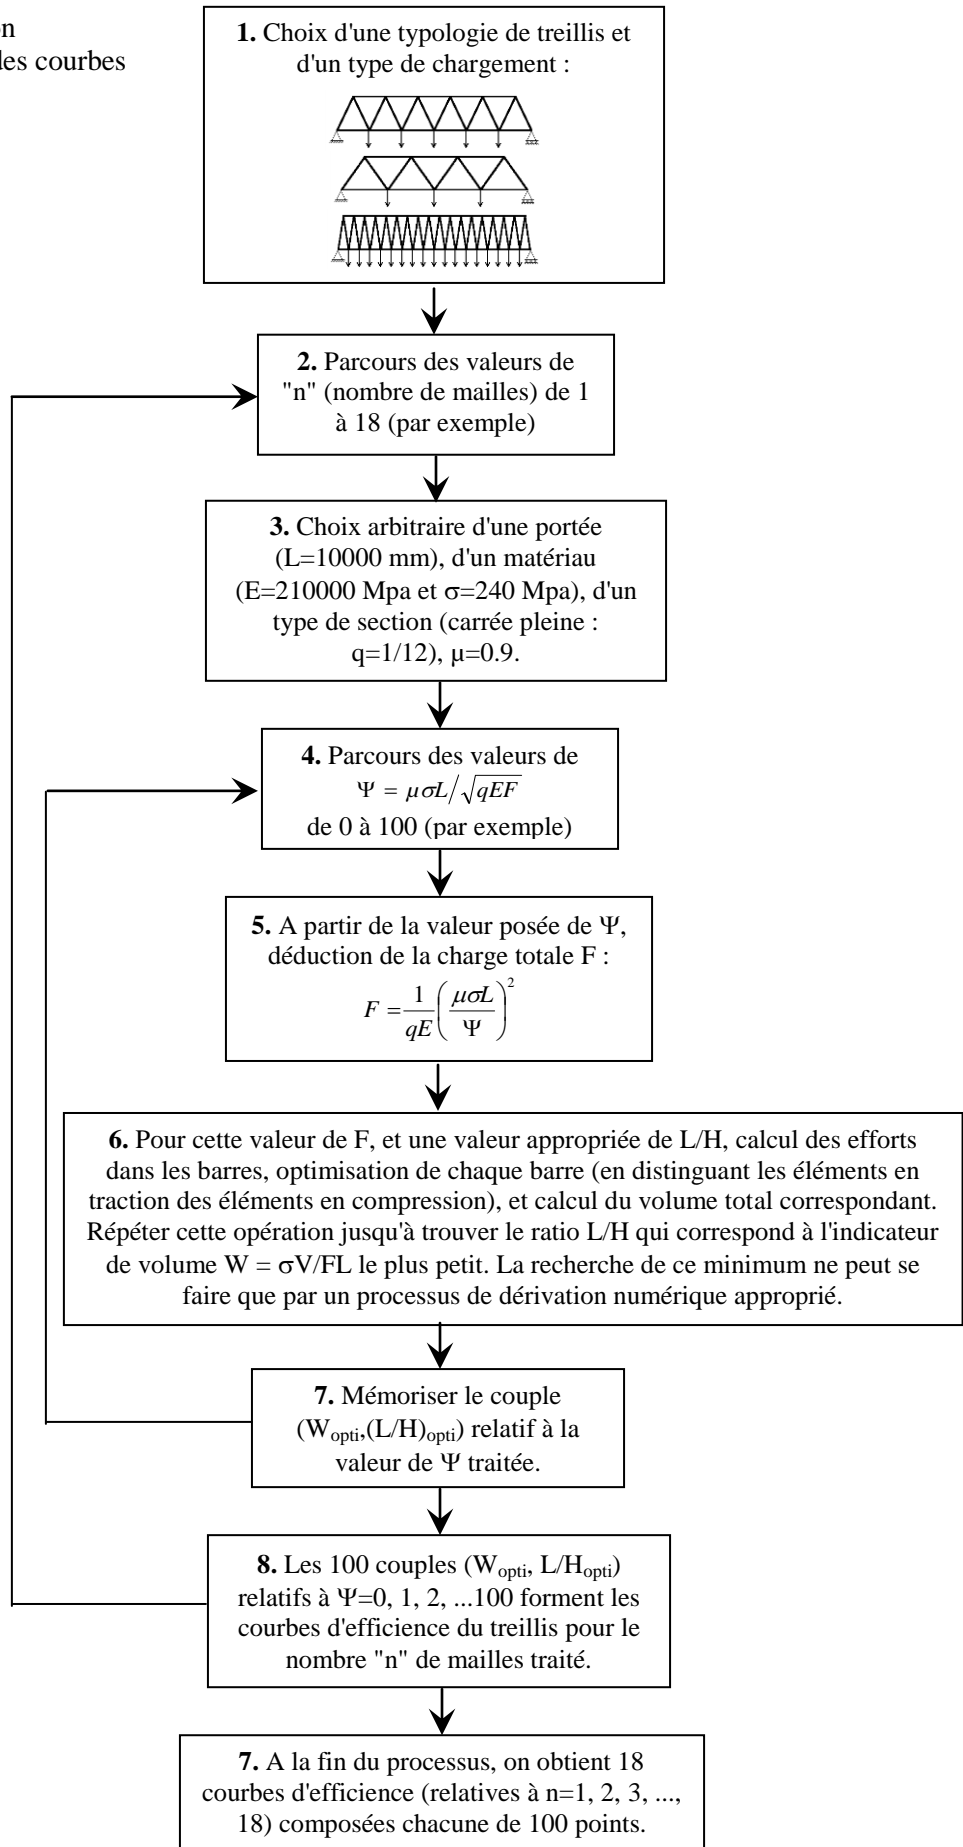 on
des courbes
1. Choix d'une typologie de treillis et
d'un type de chargement :
2. Parcours des valeurs de
"n" (nombre de mailles) de 1
à 18 (par exemple)
3. Choix arbitraire d'une portée
(L=10000 mm), d'un matériau
(E=210000 Mpa et σ=240 Mpa), d'un
type de section (carrée pleine :
q=1/12), µ=0.9.
4. Parcours des valeurs de
Ψ = µσL/√qEF
de 0 à 100 (par exemple)
5. A partir de la valeur posée de Ψ,
déduction de la charge totale F :
F = 1/qE (µσL/Ψ)²
6. Pour cette valeur de F, et une valeur appropriée de L/H, calcul des efforts
dans les barres, optimisation de chaque barre (en distinguant les éléments en
traction des éléments en compression), et calcul du volume total correspondant.
Répéter cette opération jusqu'à trouver le ratio L/H qui correspond à l'indicateur
de volume W = σV/FL le plus petit. La recherche de ce minimum ne peut se
faire que par un processus de dérivation numérique approprié.
7. Mémoriser le couple
(Wopti,(L/H)opti) relatif à la
valeur de Ψ traitée.
8. Les 100 couples (Wopti, L/Hopti)
relatifs à Ψ=0, 1, 2, ...100 forment les
courbes d'efficience du treillis pour le
nombre "n" de mailles traité.
7. A la fin du processus, on obtient 18
courbes d'efficience (relatives à n=1, 2, 3, ...,
18) composées chacune de 100 points.